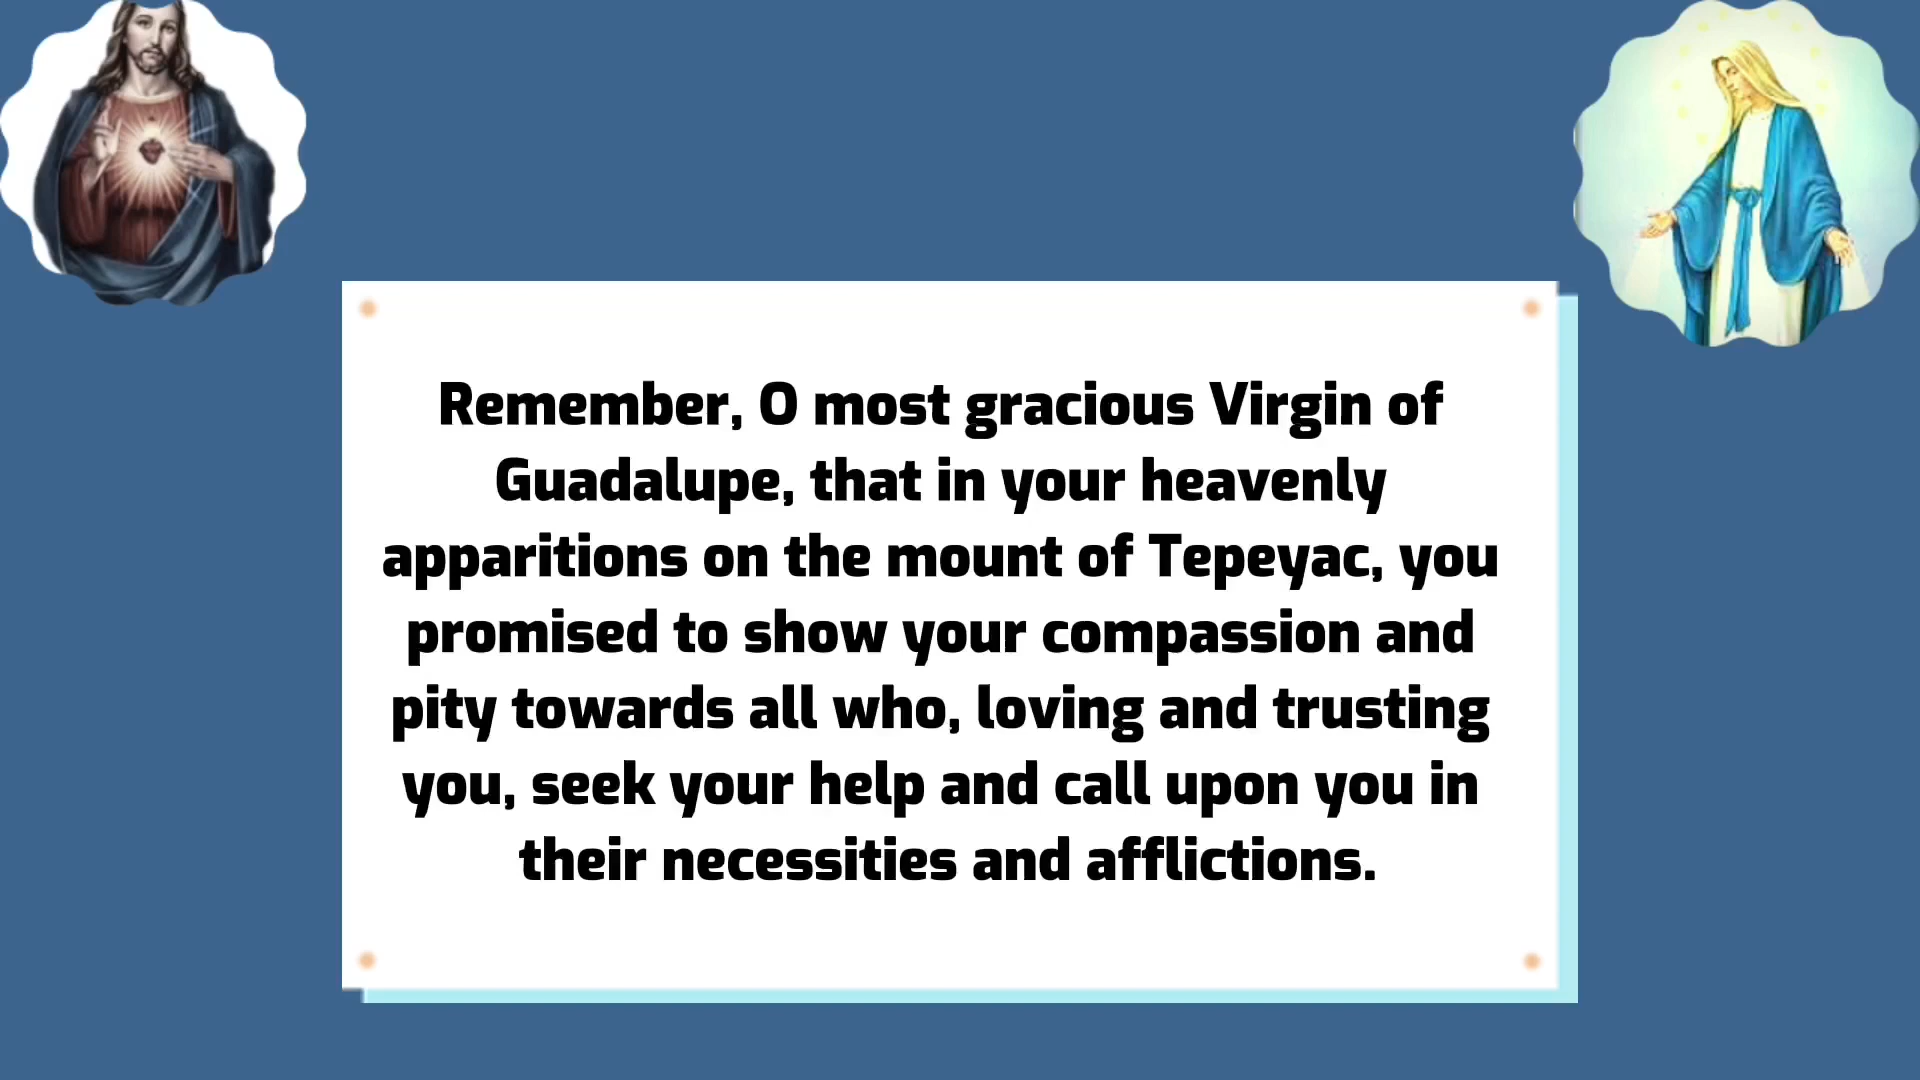 Remember, O most gracious Virgin of
Guadalupe, that in your heavenly
apparitions on the mount of Tepeyac, you
promised to show your compassion and
pity towards all who, loving and trusting
you, seek your help and call upon you in
their necessities and afflictions.